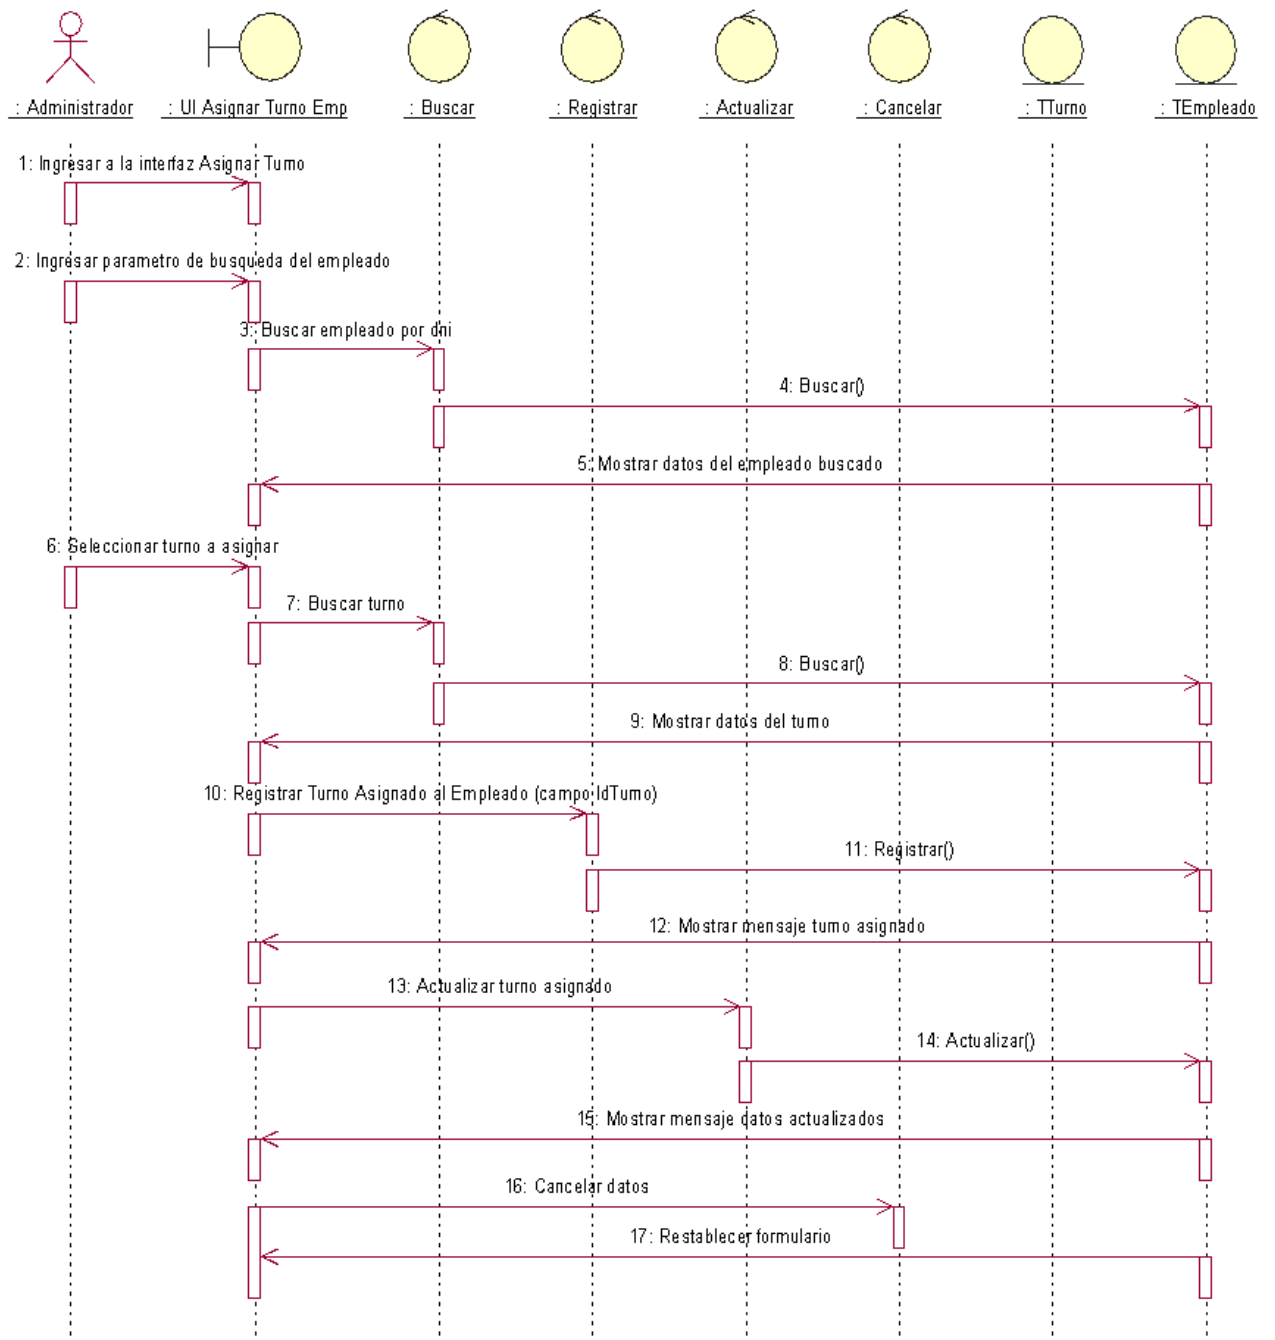 : Administrador
: UI Asignar Turno Emp
: Buscar
: Registrar
: Actualizar
: Cancelar
: TTurno
: TEmpleado
1: Ingresar a la interfaz Asignar Turno
2: Ingresar parametro de busqueda del empleado
3: Buscar empleado por dni
4: Buscar()
5: Mostrar datos del empleado buscado
6: Seleccionar turno a asignar
7: Buscar turno
8: Buscar()
9: Mostrar datos del turno
10: Registrar Turno Asignado al Empleado (campo IdTurno)
11: Registrar()
12: Mostrar mensaje turno asignado
13: Actualizar turno asignado
14: Actualizar()
15: Mostrar mensaje datos actualizados
16: Cancelar datos
17: Restablecer formulario